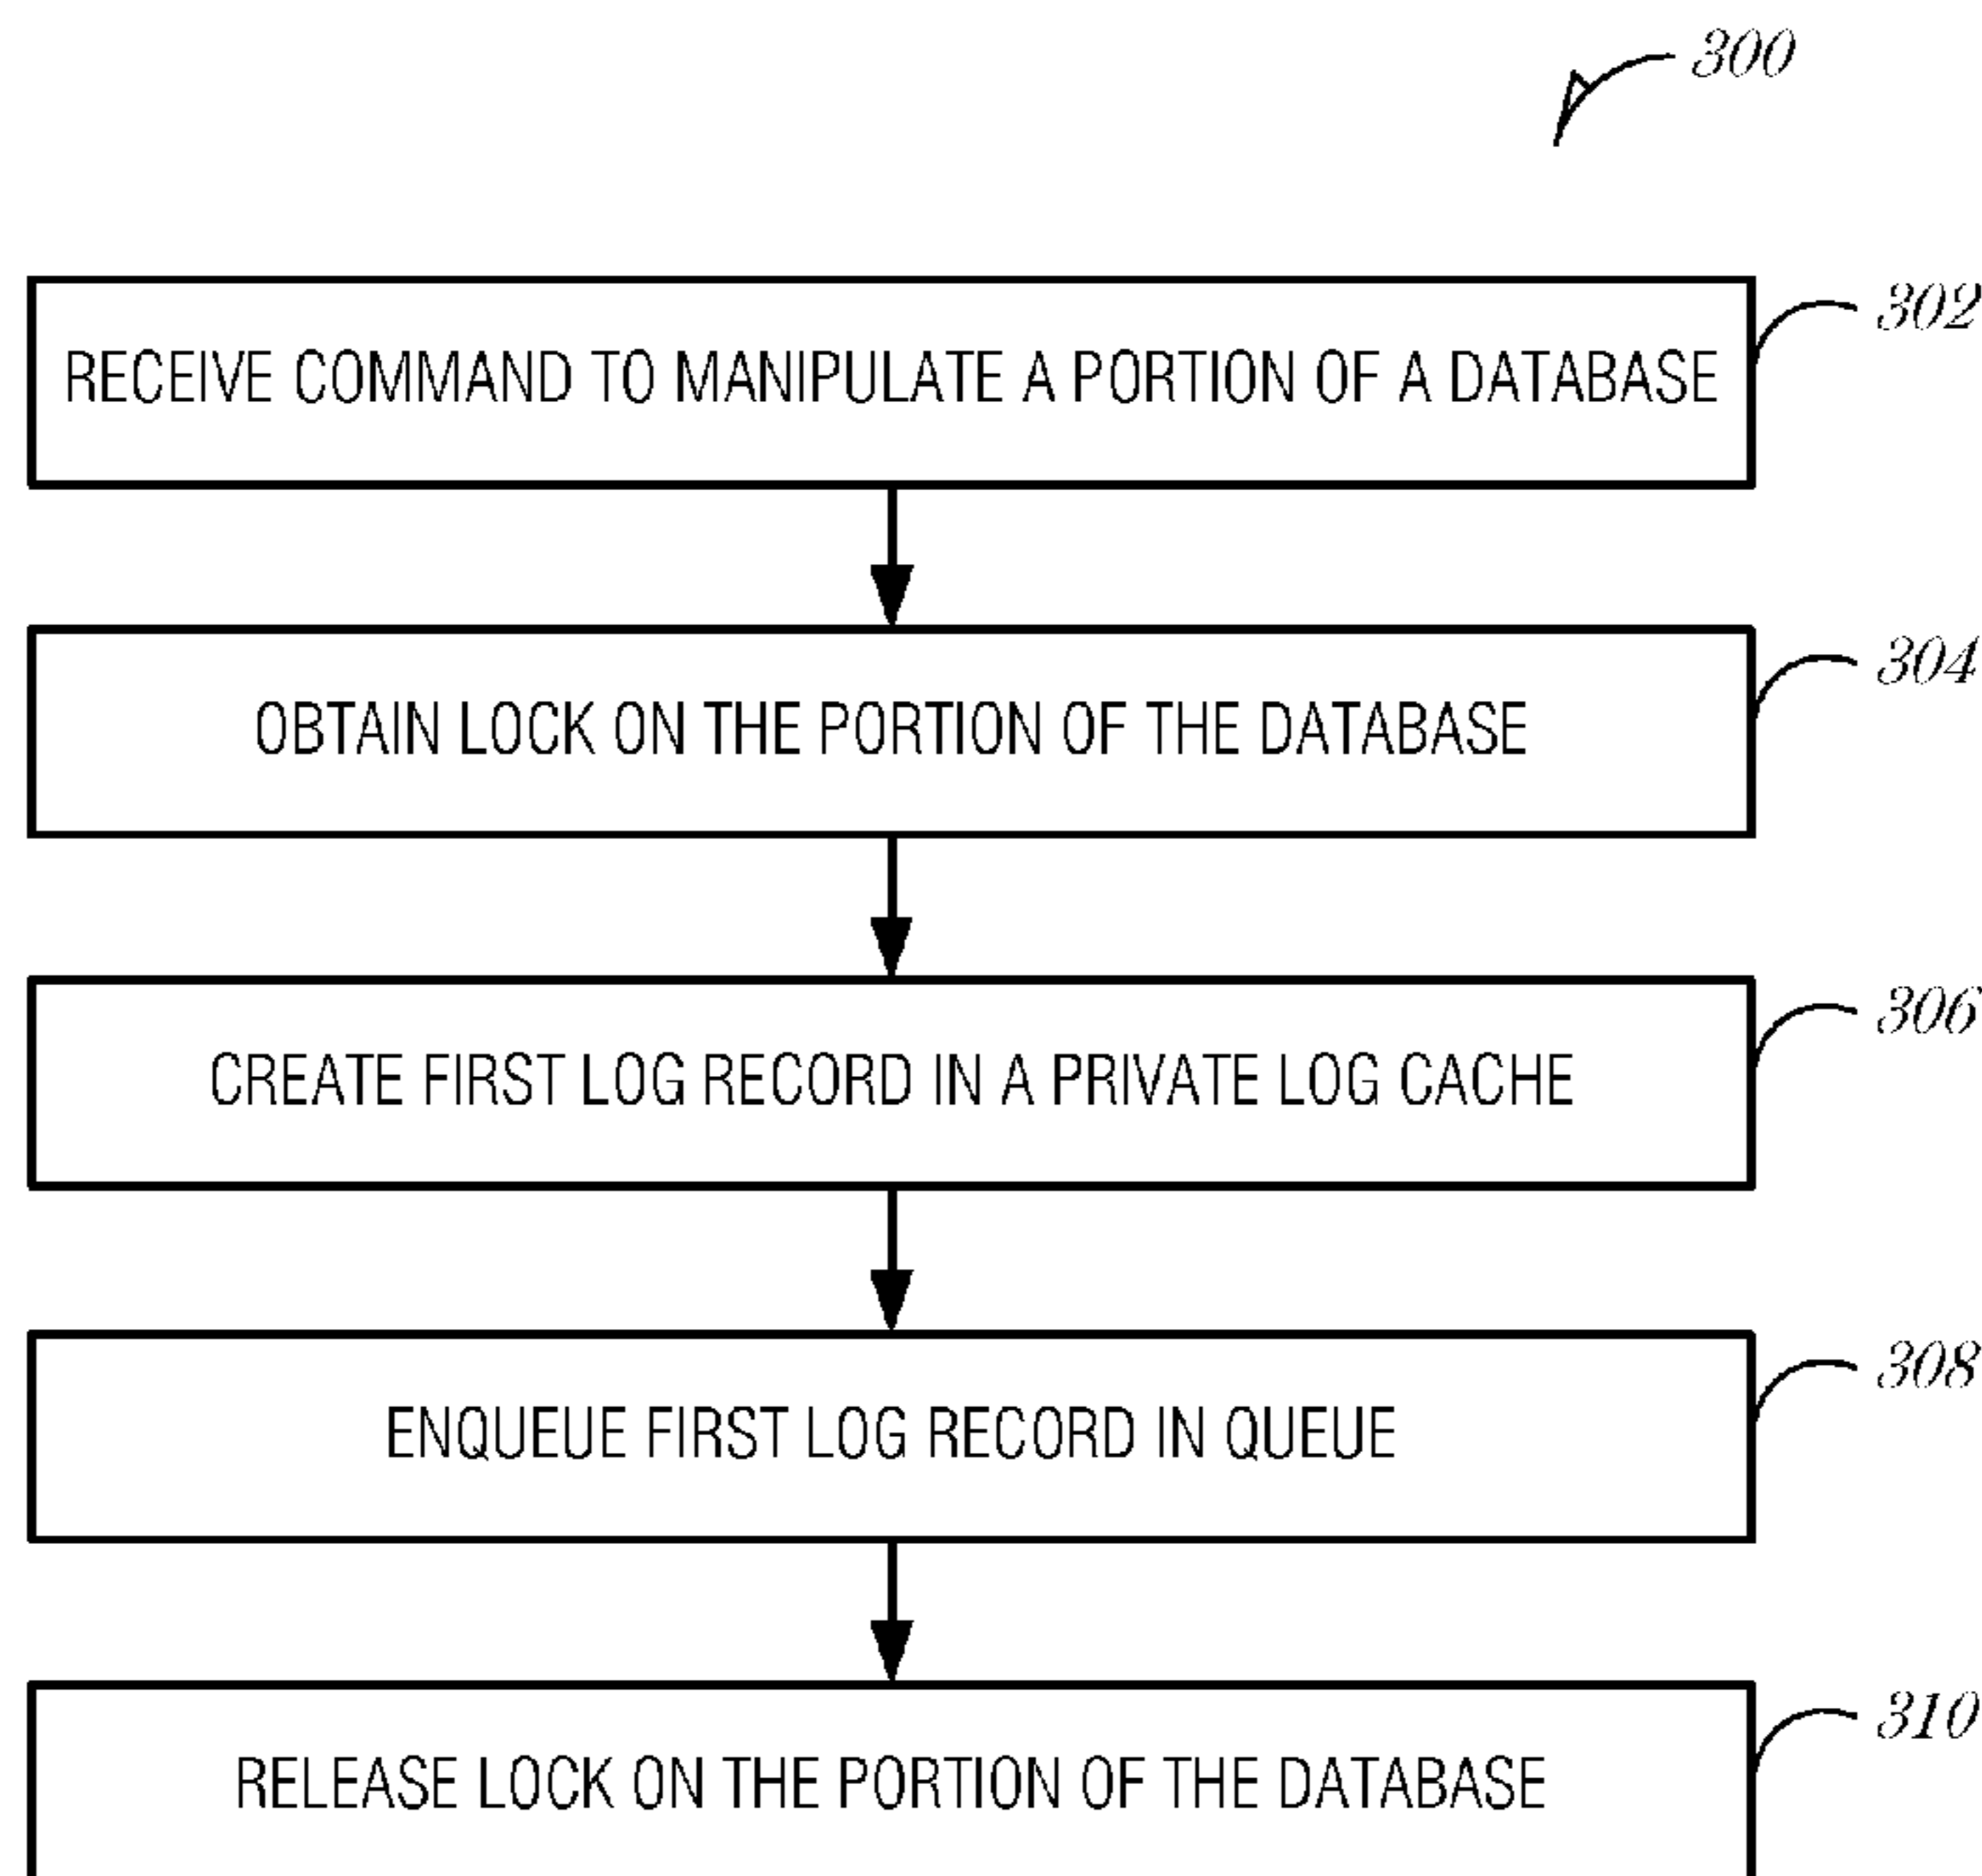 300
RECEIVE COMMAND TO MANIPULATE A PORTION OF A DATABASE
302
OBTAIN LOCK ON THE PORTION OF THE DATABASE
304
CREATE FIRST LOG RECORD IN A PRIVATE LOG CACHE
306
ENQUEUE FIRST LOG RECORD IN QUEUE
308
RELEASE LOCK ON THE PORTION OF THE DATABASE
310